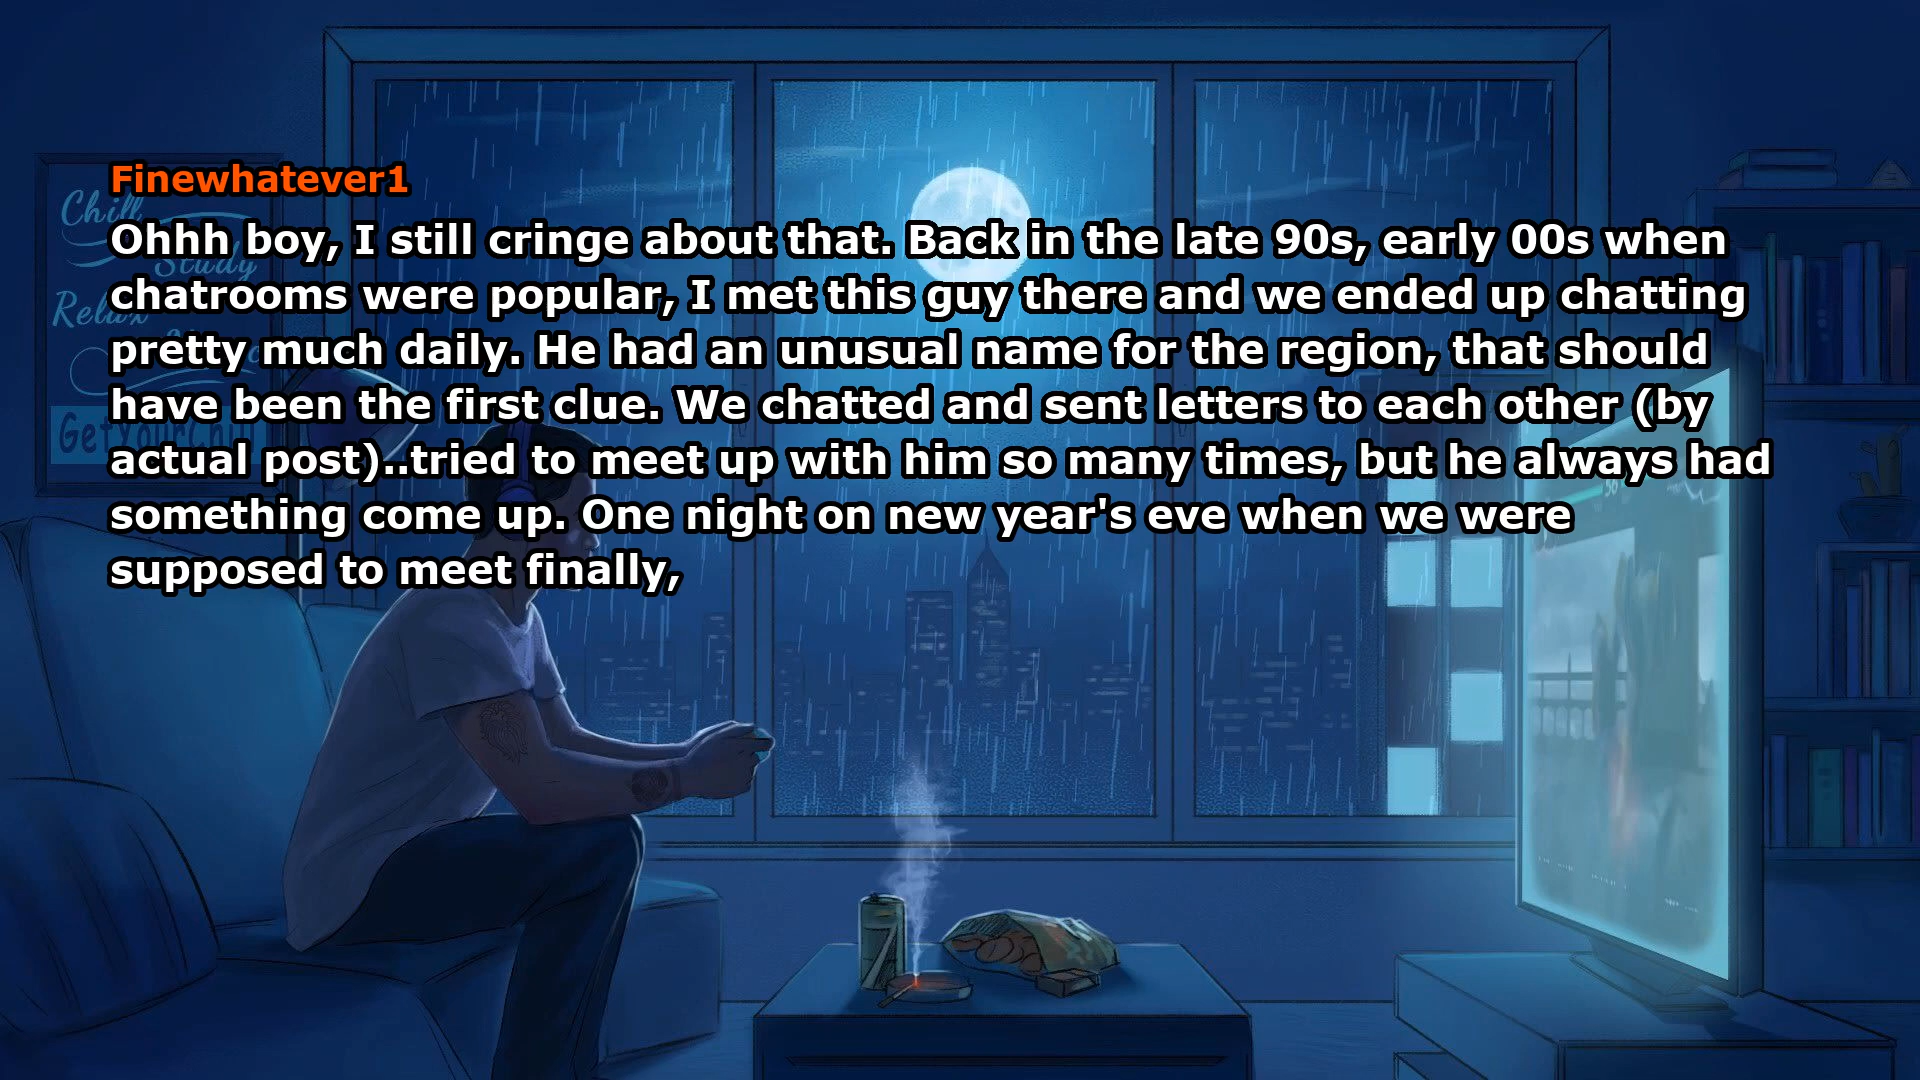 Finewhatever1
Ohhh boy, I still cringe about that. Back in the late 90s, early 00s when
chatrooms were popular, I met this guy there and we ended up chatting
pretty much daily. He had an unusual name for the region, that should
have been the first clue. We chatted and sent letters to each other (by
actual post)..tried to meet up with him so many times, but he always had
something come up. One night on new year's eve when we were
supposed to meet finally,
Chill
Study
Relax
GetYourChill